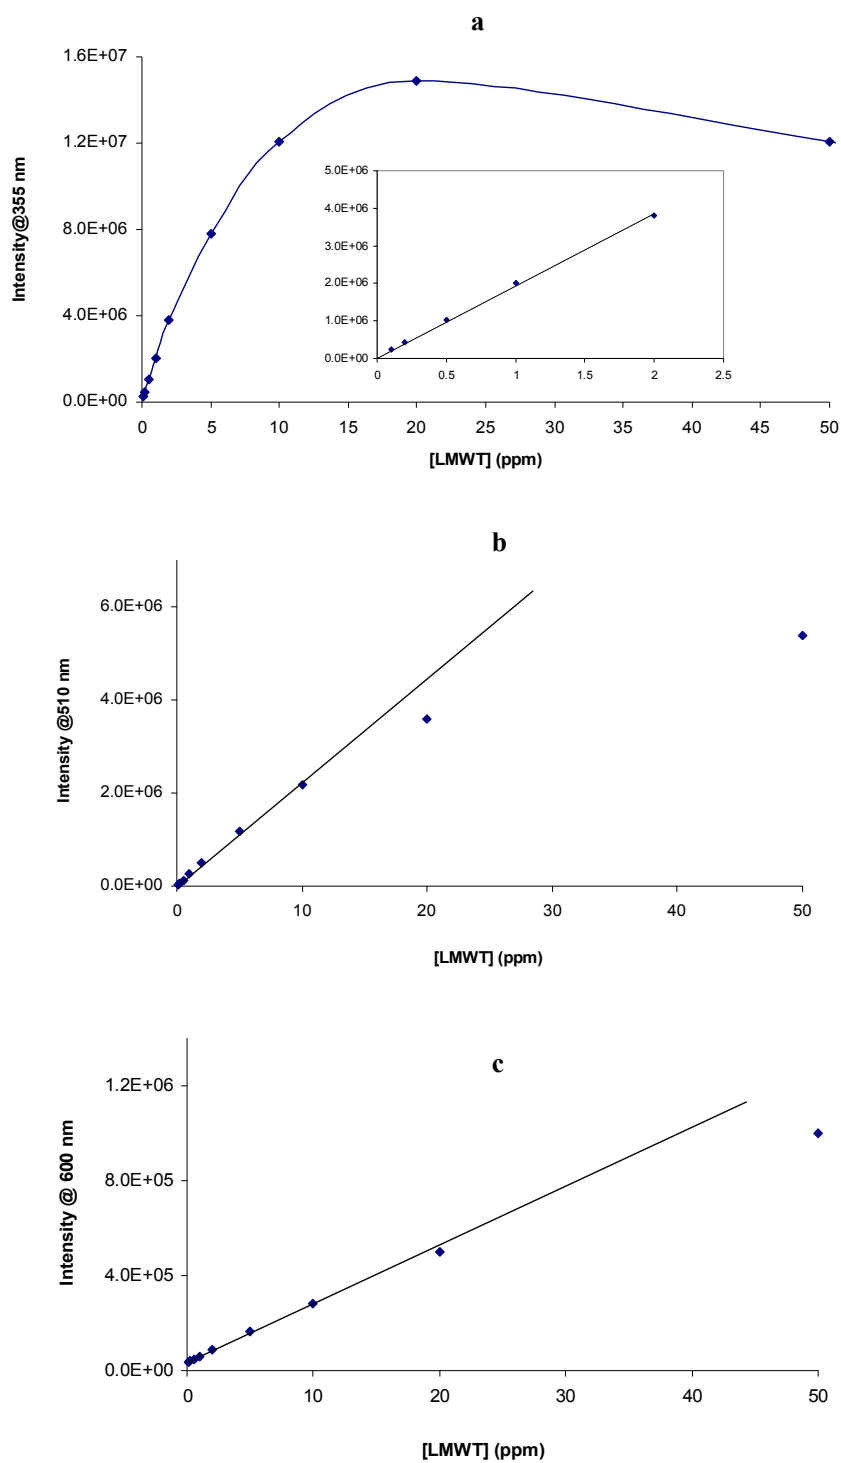 a
1.6E+07
1.2E+07
8.0E+06
4.0E+06
0.0E+00
Intensity@355 nm
5.0E+06
4.0E+06
3.0E+06
2.0E+06
1.0E+06
0.0E+00
0 0.5 1 1.5 2 2.5
0 5 10 15 20 25 30 35 40 45 50
[LMWT] (ppm)
b
6.0E+06
4.0E+06
2.0E+06
0.0E+00
Intensity @510 nm
0 10 20 30 40 50
[LMWT] (ppm)
c
1.2E+06
8.0E+05
4.0E+05
0.0E+00
Intensity @ 600 nm
0 10 20 30 40 50
[LMWT] (ppm)